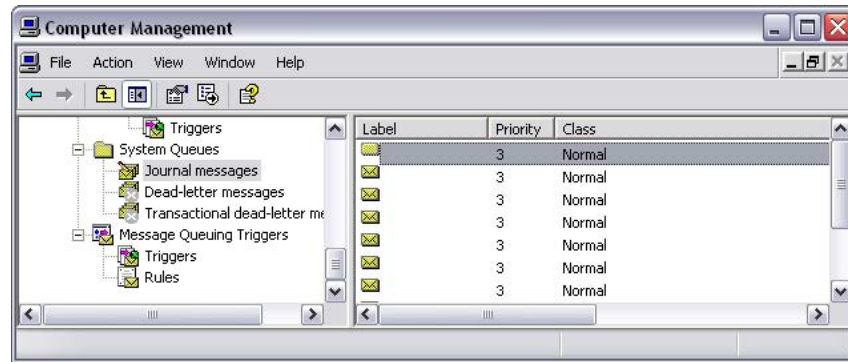 Computer Management
File Action View Window Help
Triggers
System Queues
Journal messages
Dead-letter messages
Transactional dead-letter me
Message Queuing Triggers
Triggers
Rules
Label Priority Class
3 Normal
3 Normal
3 Normal
3 Normal
3 Normal
3 Normal
3 Normal